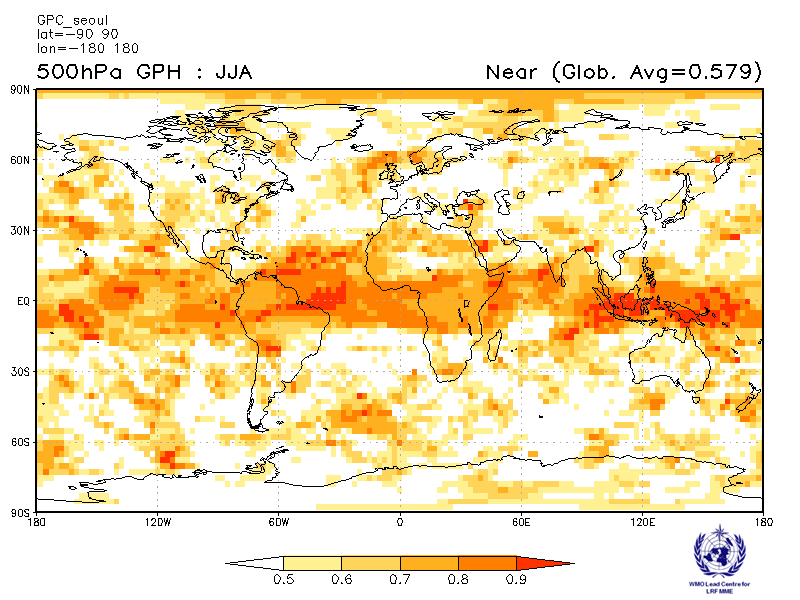 GPC_seoul
lat=−90 90
lon=−180 180
500hPa GPH : JJA
Near (Glob. Avg=0.579)
90N
60N
30N
EQ
30S
60S
90S
180 120W 60W 0 60E 120E 180
0.5 0.6 0.7 0.8 0.9
WMO Lead Centre for
LRF MME